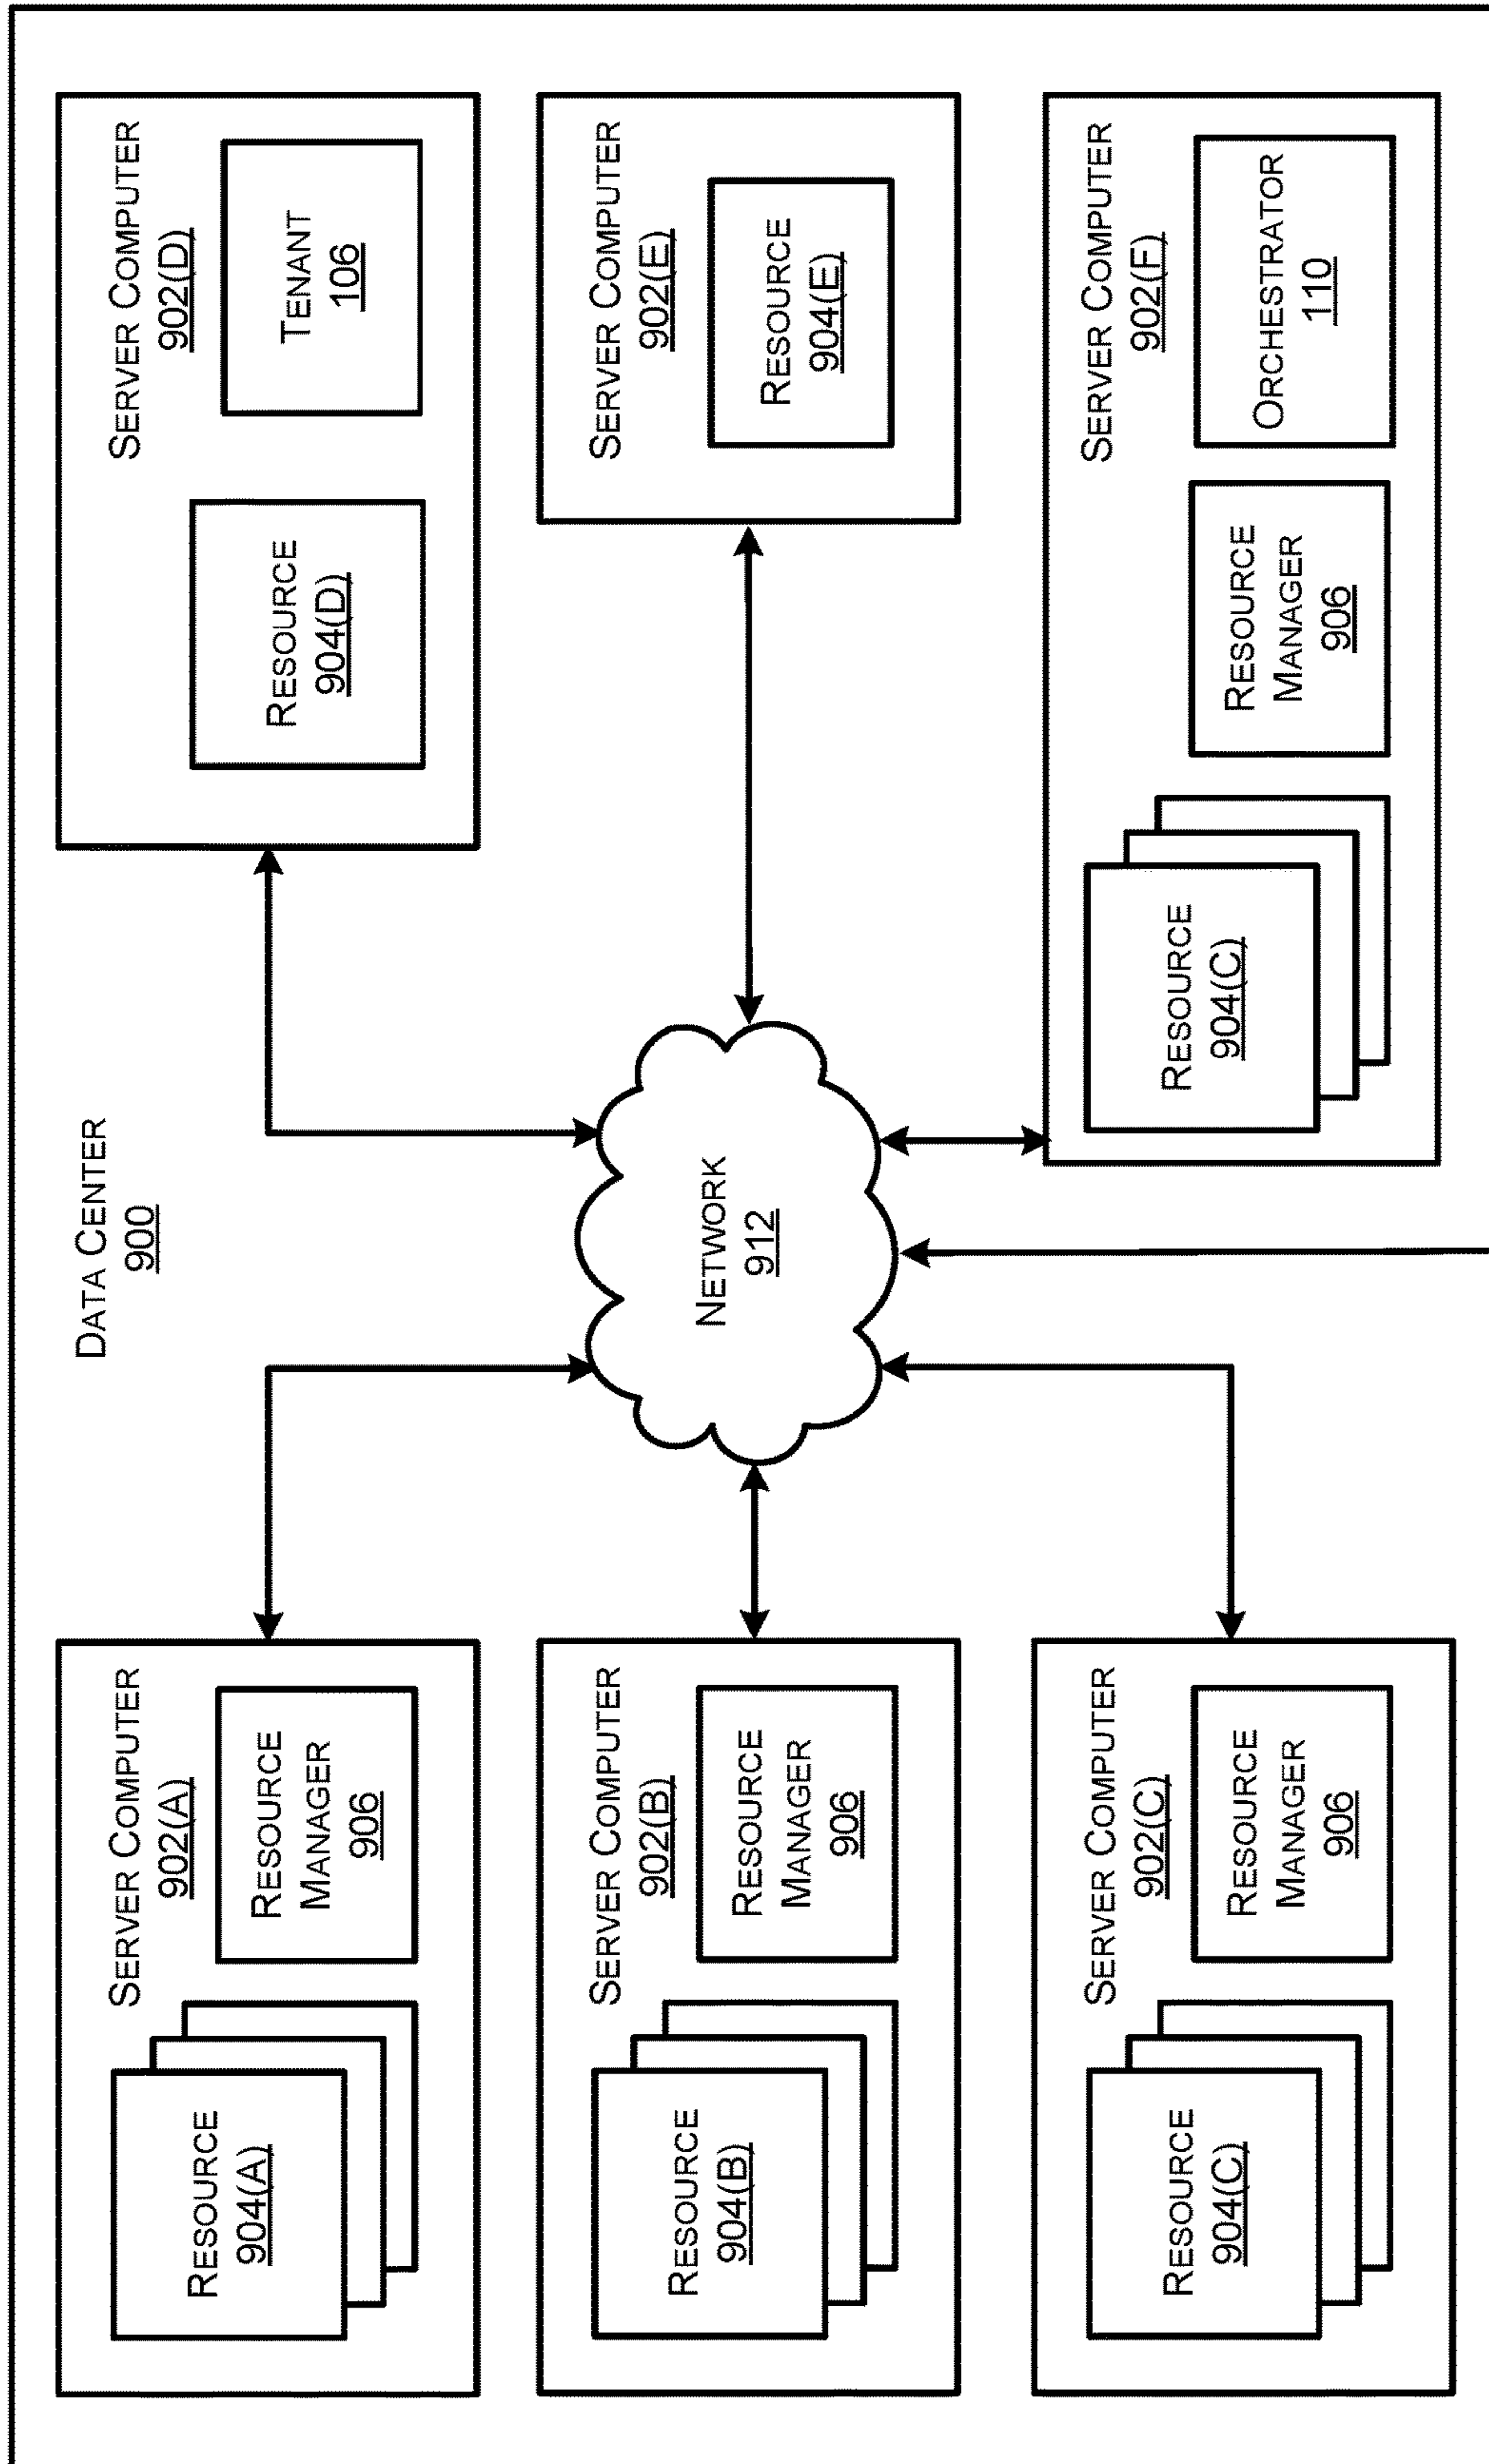 DATA CENTER
900
SERVER COMPUTER
902(A)
RESOURCE
904(A)
RESOURCE
MANAGER
906
SERVER COMPUTER
902(D)
RESOURCE
904(D)
TENANT
106
SERVER COMPUTER
902(B)
RESOURCE
904(B)
RESOURCE
MANAGER
906
NETWORK
912
SERVER COMPUTER
902(E)
RESOURCE
904(E)
SERVER COMPUTER
902(C)
RESOURCE
904(C)
RESOURCE
MANAGER
906
SERVER COMPUTER
902(F)
RESOURCE
904(C)
RESOURCE
MANAGER
906
ORCHESTRATOR
110